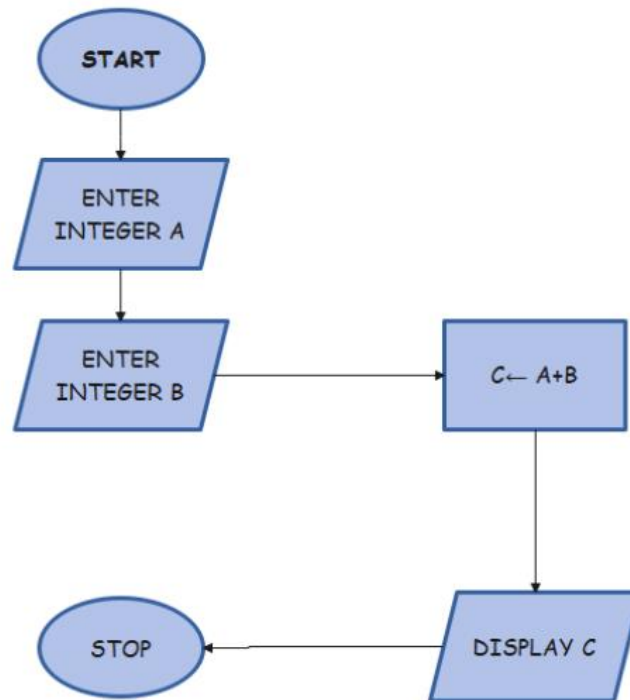 START
ENTER
INTEGER A
ENTER
INTEGER B
C← A+B
DISPLAY C
STOP